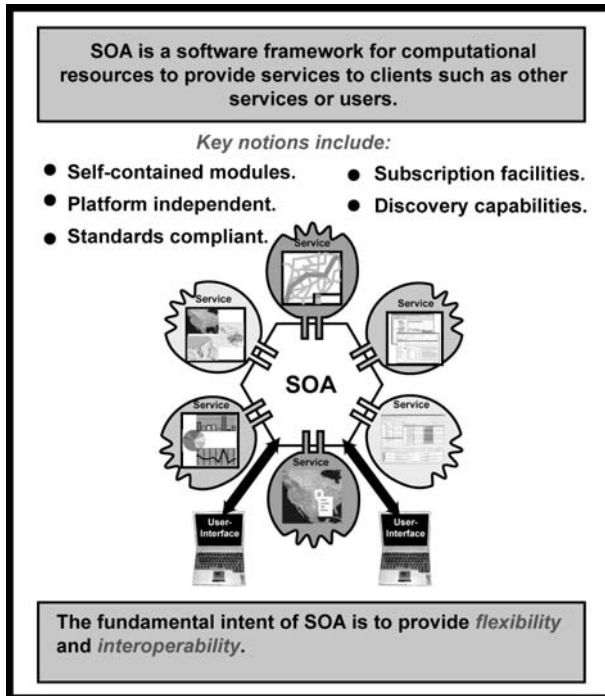 SOA is a software framework for computational
resources to provide services to clients such as other
services or users.
Key notions include:
● Self-contained modules.
● Platform independent.
● Standards compliant.
● Subscription facilities.
● Discovery capabilities.
Service
Service
Service
SOA
Service
Service
Service
User-
Interface
User-
Interface
The fundamental intent of SOA is to provide flexibility
and interoperability.